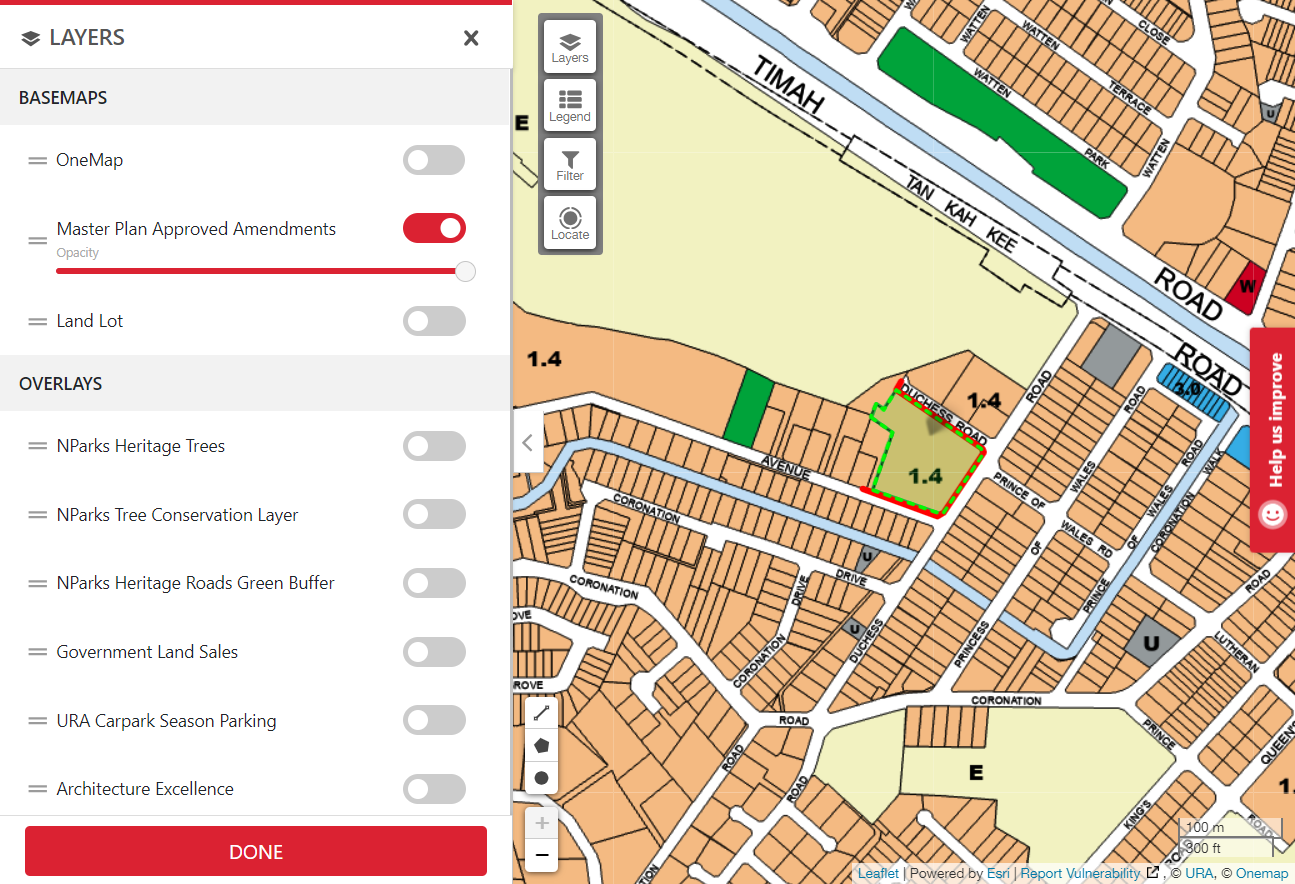 LAYERS
BASEMAPS
OneMap
Master Plan Approved Amendments
Opacity
Land Lot
OVERLAYS
NParks Heritage Trees
NParks Tree Conservation Layer
NParks Heritage Roads Green Buffer
Government Land Sales
URA Carpark Season Parking
Architecture Excellence
DONE
Layers
Legend
Filter
Locate
E
TIMAH
WATTEN
WATTEN
CLOSE
WATTEN
TERRACE
U
PARK
WATTEN
TAN KAH KEE
ROAD
W
ROAD
3.0
Help us improve
1.4
1.4
DUCHESS ROAD
ROAD
ROAD
1.4
AVENUE
PRINCE OF
WALES
ROAD
WALK
CORONATION
WALES RD
OF
WALES
OF
CORONATION
PRINCE
U
DRIVE
CORONATION
DRIVE
OVE
U
DUCHESS
PRINCESS
U
ROAD
LUTHERAN
CORONATION
ROVE
CORONATION
ROAD
PRINCE
QUEEN'S
ROAD
ROAD
E
1.
KING'S
ROAD
ROAD
TION
100 m
300 ft
Leaflet | Powered by Esri | Report Vulnerability , © URA, © Onemap